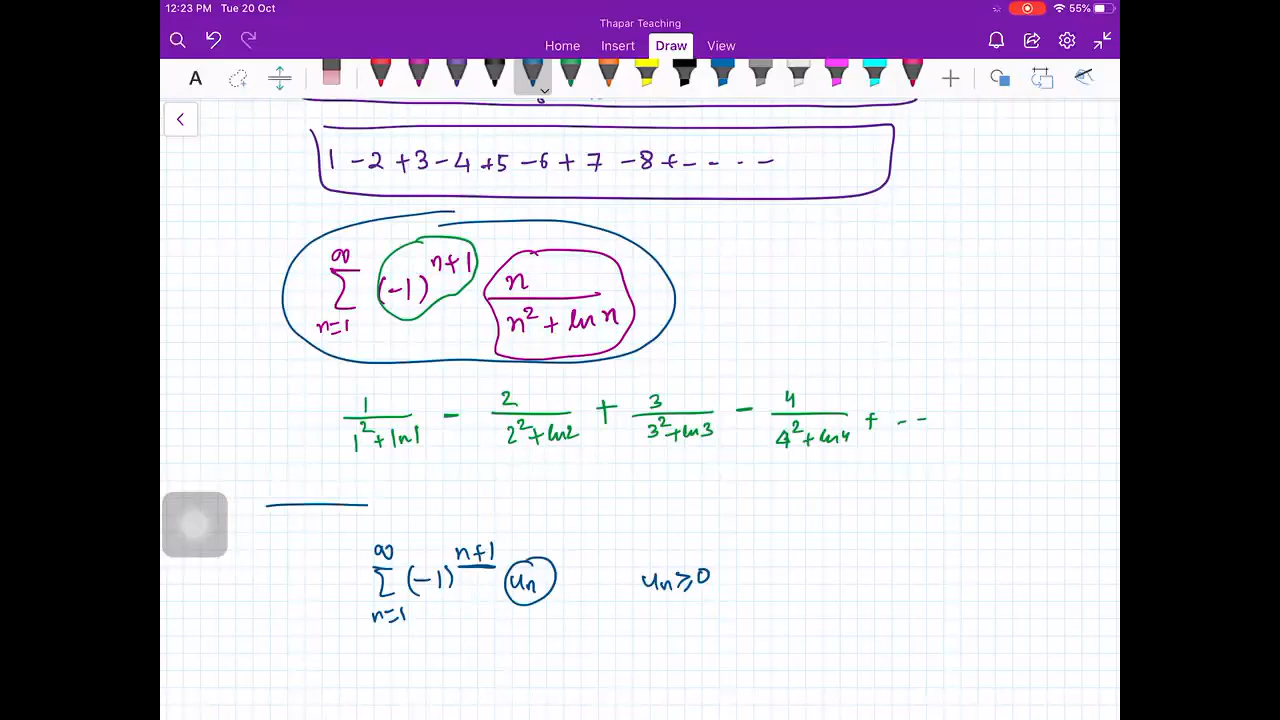 12:23 PM Tue 20 Oct
55%
Thapar Teaching
Home Insert Draw View
A
1 -2 +3 -4 +5 -6 + 7 -8 + - - - -
∞
∑ (-1)^{n+1} n/(n² + ln n)
n=1
1/(1² + ln1) - 2/(2² + ln2) + 3/(3² + ln3) - 4/(4² + ln4) + - -
∞
∑ (-1)^{n+1} uₙ uₙ ≥ 0
n=1